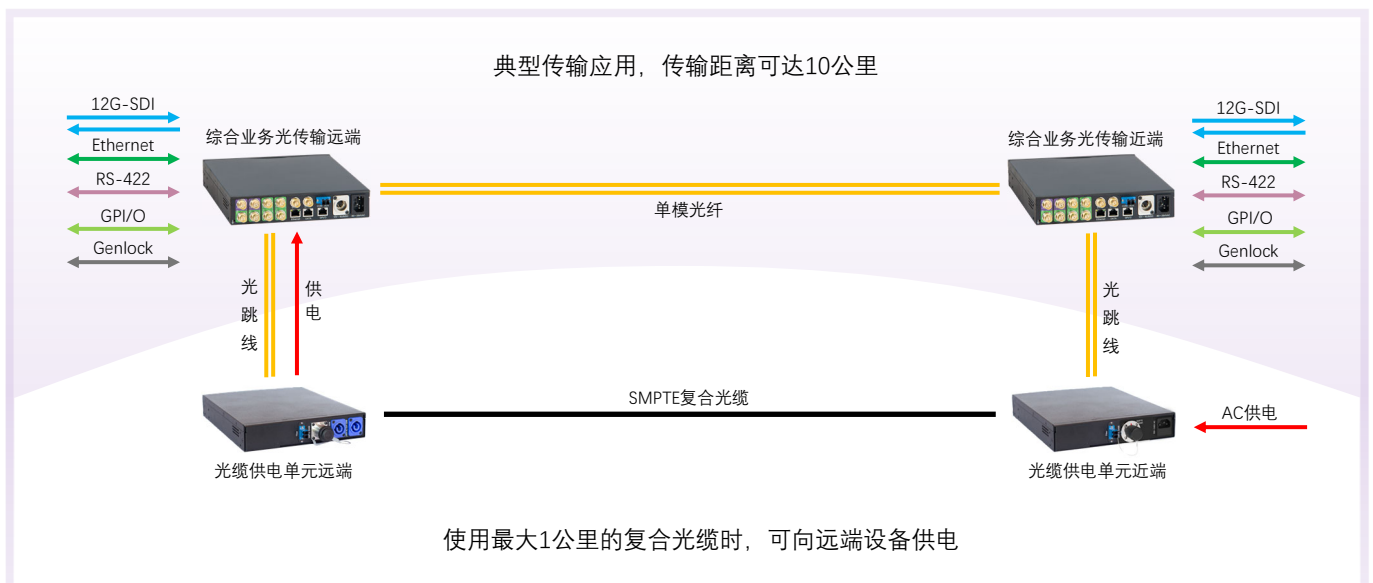 典型传输应用，传输距离可达10公里
12G-SDI
Ethernet
RS-422
GPI/O
Genlock
综合业务光传输远端
单模光纤
综合业务光传输近端
12G-SDI
Ethernet
RS-422
GPI/O
Genlock
光跳线
供电
光跳线
SMPTE复合光缆
AC供电
光缆供电单元远端
光缆供电单元近端
使用最大1公里的复合光缆时，可向远端设备供电